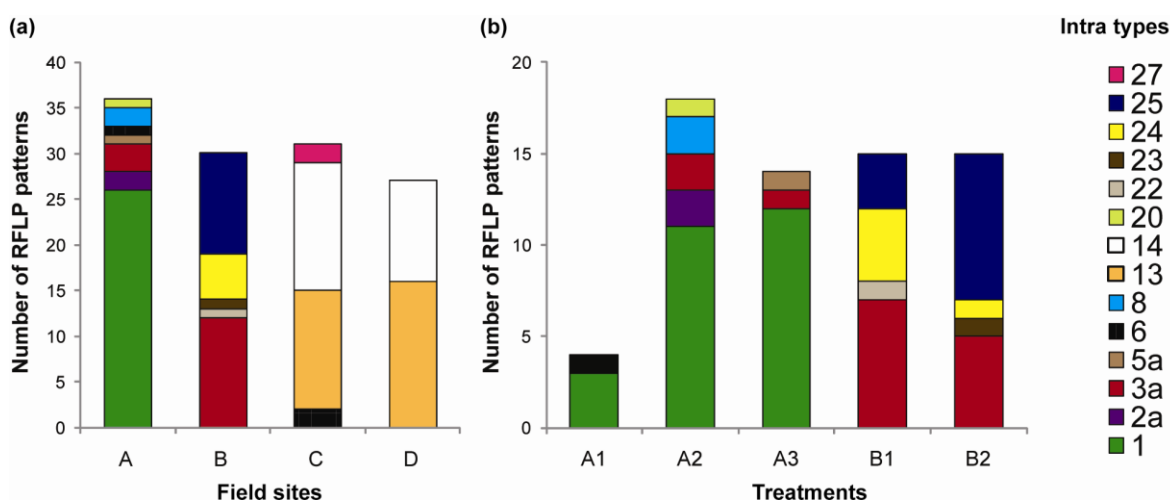 (a)
Number of RFLP patterns
40
35
30
25
20
15
10
5
0
A B C D
Field sites
(b)
Number of RFLP patterns
20
15
10
5
0
A1 A2 A3 B1 B2
Treatments
Intra types
27
25
24
23
22
20
14
13
8
6
5a
3a
2a
1